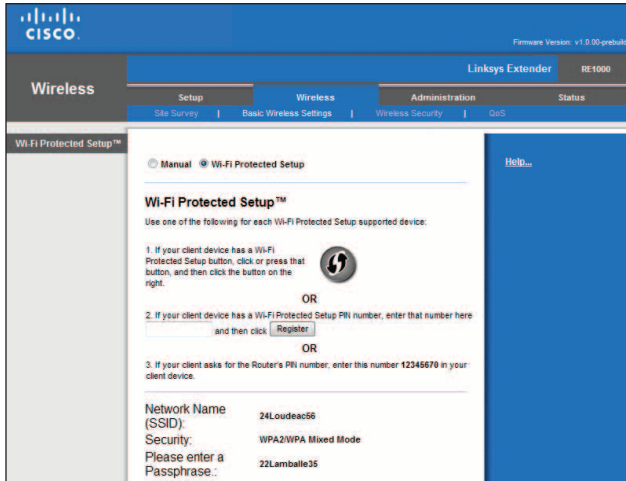 CISCO.
Firmware Version: v1.0.00-prebuild
Linksys Extender RE1000
Wireless
Setup Wireless Administration Status
Site Survey | Basic Wireless Settings | Wireless Security | QoS
Wi-Fi Protected Setup™
Manual Wi-Fi Protected Setup
Help...
Wi-Fi Protected Setup™
Use one of the following for each Wi-Fi Protected Setup supported device:
1. If your client device has a Wi-Fi
Protected Setup button, click or press that
button, and then click the button on the
right.
OR
2. If your client device has a Wi-Fi Protected Setup PIN number, enter that number here
and then click Register
OR
3. If your client asks for the Router's PIN number, enter this number 12345670 in your
client device.
Network Name
(SSID): 24Loudeac56
Security: WPA2/WPA Mixed Mode
Please enter a
Passphrase.: 22Lamballe35